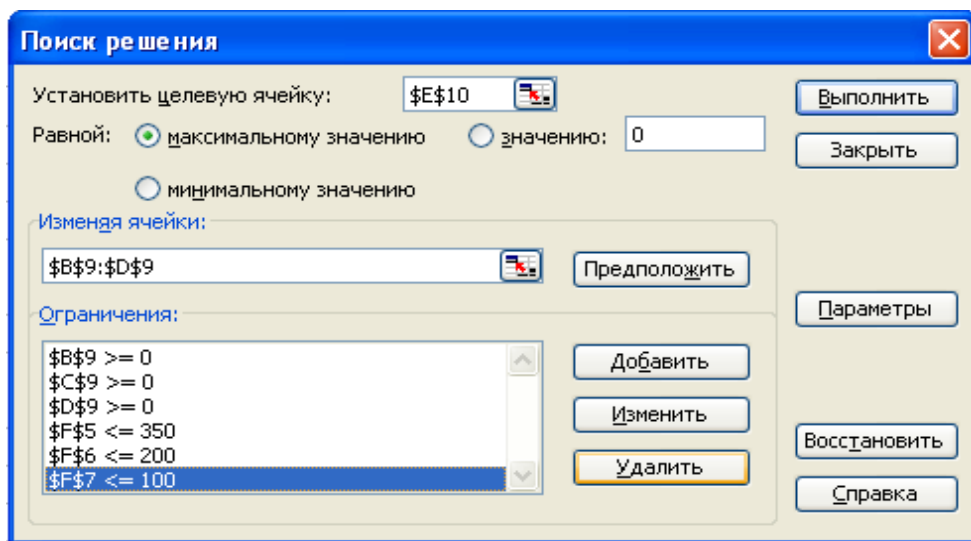 Поиск решения
Установить целевую ячейку: $E$10
Равной: максимальному значению значению: 0
минимальному значению
Выполнить
Закрыть
Изменяя ячейки:
$B$9:$D$9 Предположить
Параметры
Ограничения:
$B$9 >= 0
$C$9 >= 0
$D$9 >= 0
$F$5 <= 350
$F$6 <= 200
$F$7 <= 100
Добавить
Изменить
Удалить
Восстановить
Справка